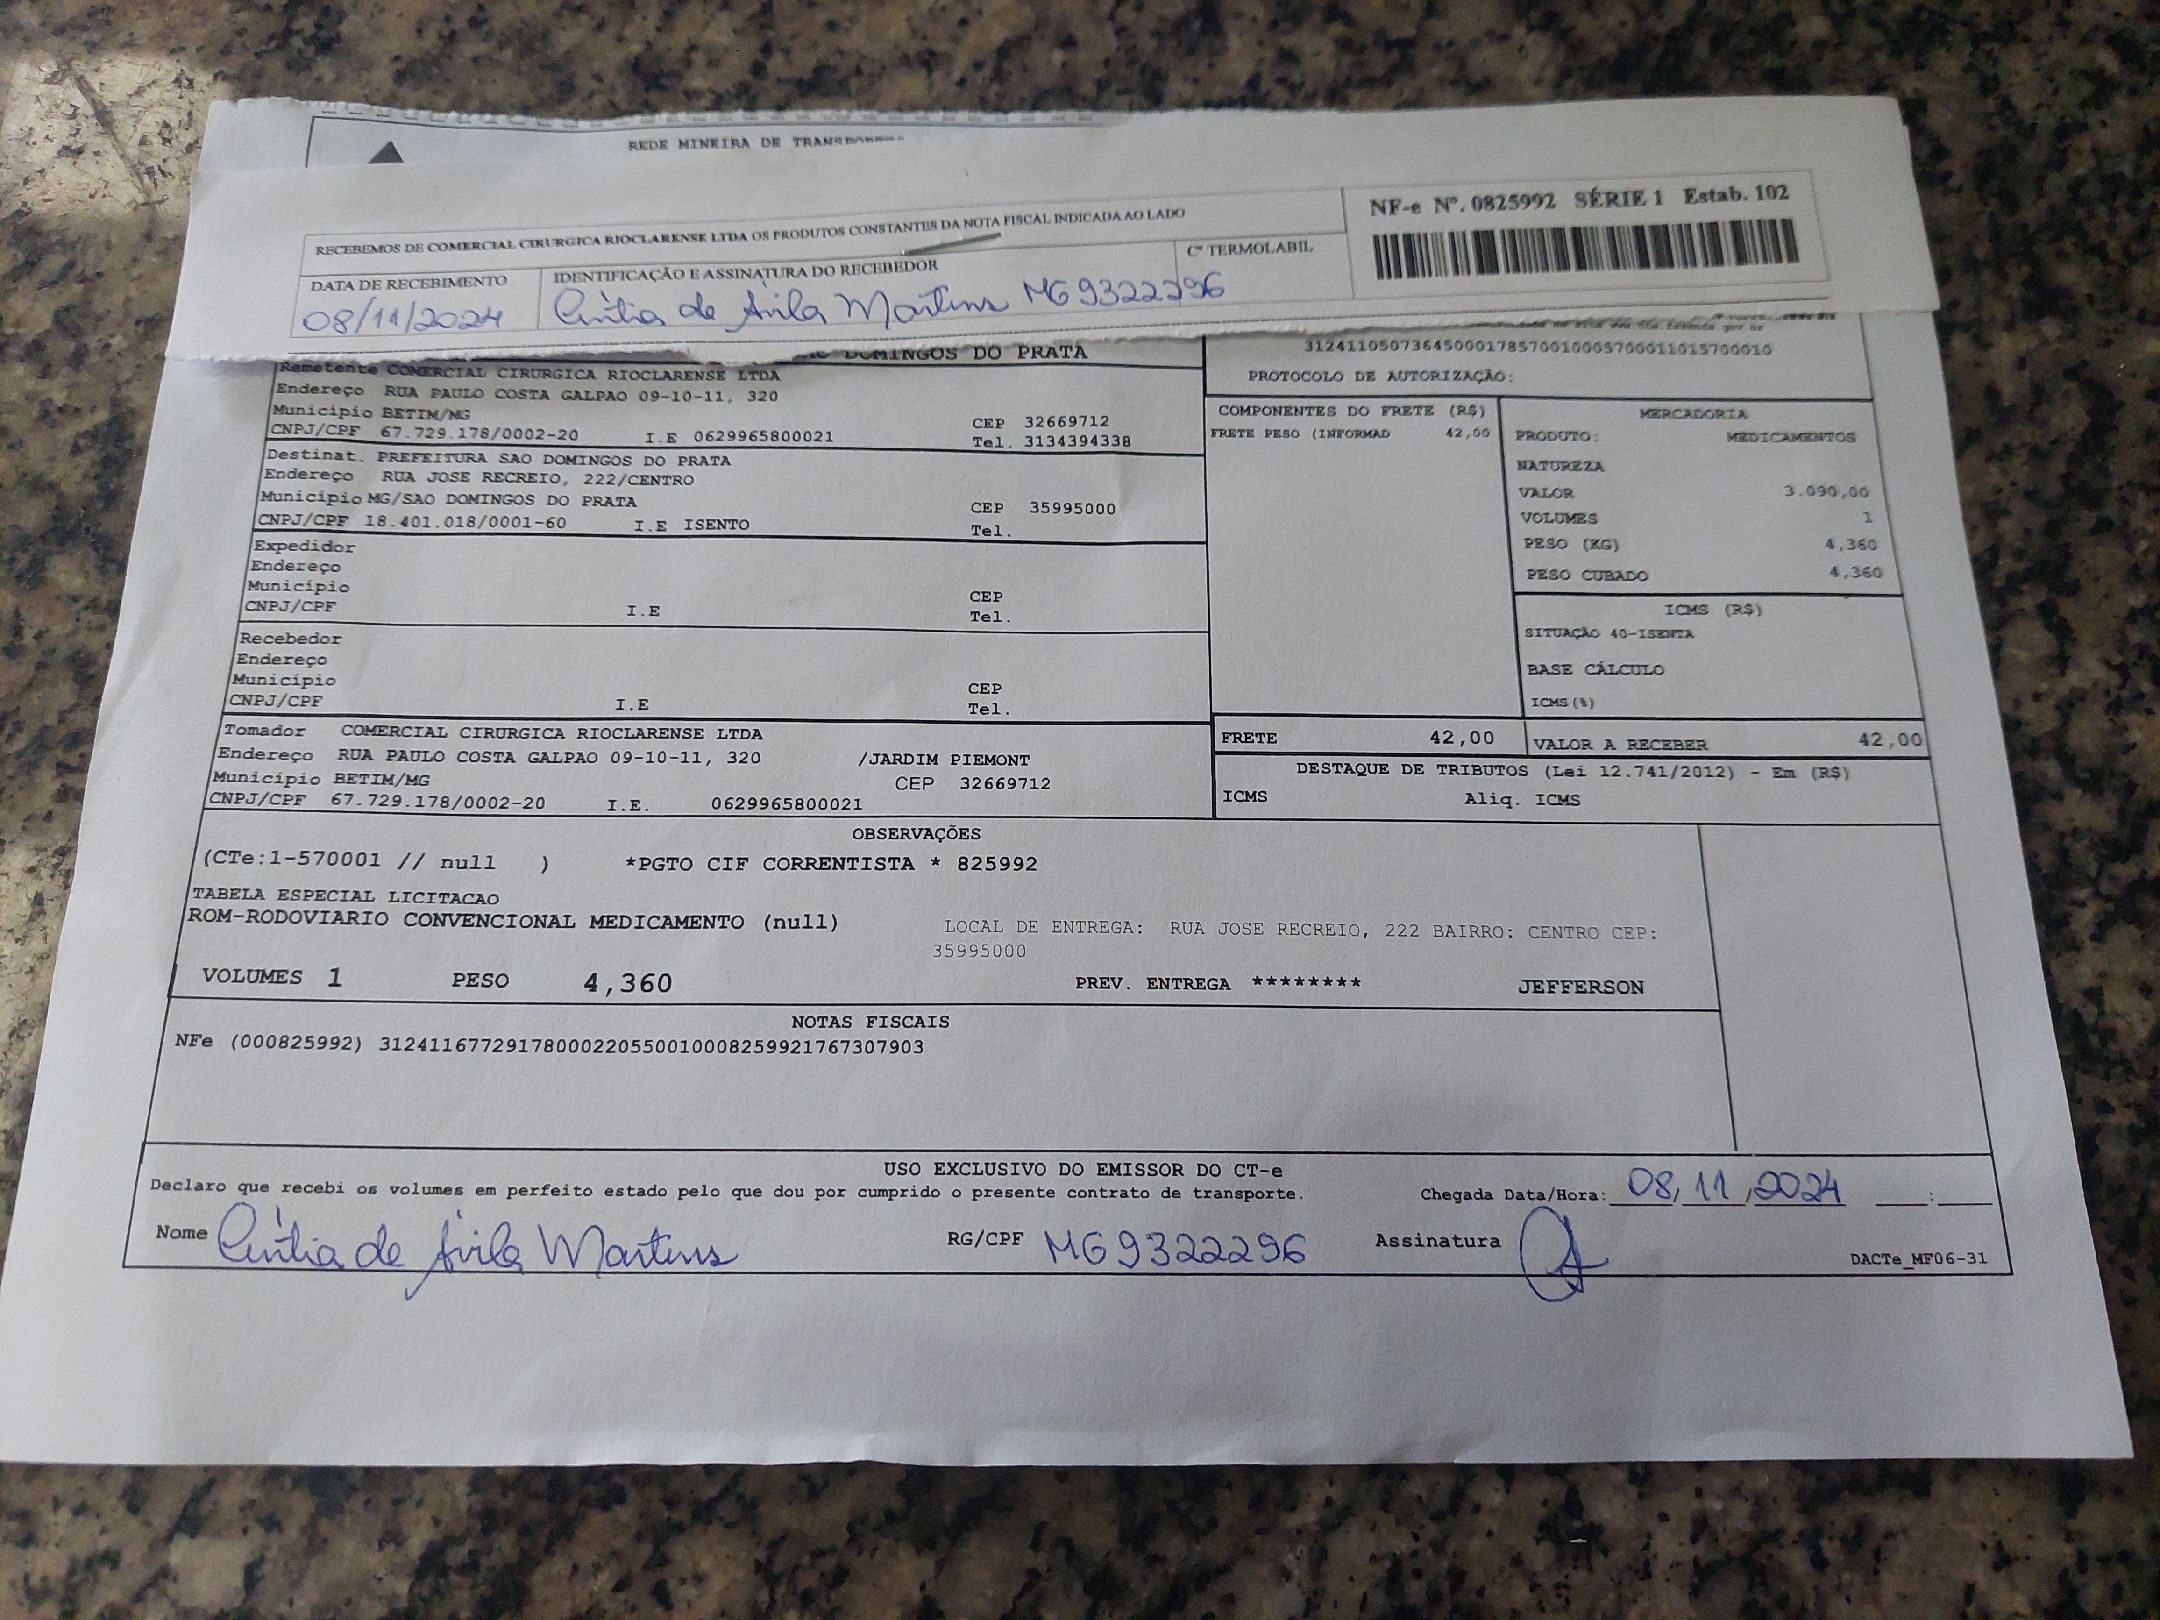 REDE MINEIRA DE
RECEBEMOS DE COMERCIAL CIRURGICA RIOCLARENSE LTDA OS PRODUTOS CONSTANTES DA NOTA FISCAL INDICADA AO LADO
DATA DE RECEBIMENTO
08/11/2024
IDENTIFICAÇÃO E ASSINATURA DO RECEBEDOR
Cíntia de Ávila Martins MG9322296
Cº TERMOLABIL
NF-e Nº. 0825992 SÉRIE 1 Estab. 102
DOMINGOS DO PRATA
Remetente COMERCIAL CIRURGICA RIOCLARENSE LTDA
Endereço RUA PAULO COSTA GALPAO 09-10-11, 320
Município BETIM/MG CEP 32669712
CNPJ/CPF 67.729.178/0002-20 I.E 0629965800021 Tel. 3134394338
Destinat. PREFEITURA SAO DOMINGOS DO PRATA
Endereço RUA JOSE RECREIO, 222/CENTRO
Município MG/SAO DOMINGOS DO PRATA CEP 35995000
CNPJ/CPF 18.401.018/0001-60 I.E ISENTO Tel.
Expedidor
Endereço
Município CEP
CNPJ/CPF I.E Tel.
Recebedor
Endereço
Município CEP
CNPJ/CPF I.E Tel.
Tomador COMERCIAL CIRURGICA RIOCLARENSE LTDA
Endereço RUA PAULO COSTA GALPAO 09-10-11, 320 /JARDIM PIEMONT
Município BETIM/MG CEP 32669712
CNPJ/CPF 67.729.178/0002-20 I.E. 0629965800021
31241105073645000178570010005700011015700010
PROTOCOLO DE AUTORIZAÇÃO:
COMPONENTES DO FRETE (R$)
FRETE PESO (INFORMAD 42,00
MERCADORIA
PRODUTO: MEDICAMENTOS
NATUREZA
VALOR 3.090,00
VOLUMES 1
PESO (KG) 4,360
PESO CUBADO 4,360
ICMS (R$)
SITUAÇÃO 40-ISENTA
BASE CÁLCULO
ICMS(%)
FRETE 42,00 VALOR A RECEBER 42,00
DESTAQUE DE TRIBUTOS (Lei 12.741/2012) - Em (R$)
ICMS Aliq. ICMS
OBSERVAÇÕES
(CTe:1-570001 // null ) *PGTO CIF CORRENTISTA * 825992
TABELA ESPECIAL LICITACAO
ROM-RODOVIARIO CONVENCIONAL MEDICAMENTO (null)
LOCAL DE ENTREGA: RUA JOSE RECREIO, 222 BAIRRO: CENTRO CEP:
35995000
VOLUMES 1 PESO 4,360 PREV. ENTREGA ******** JEFFERSON
NOTAS FISCAIS
NFe (000825992) 31241167729178000220550010008259921767307903
USO EXCLUSIVO DO EMISSOR DO CT-e
Declaro que recebi os volumes em perfeito estado pelo que dou por cumprido o presente contrato de transporte.
Chegada Data/Hora: 08/11/2024 :
Nome Cíntia de Ávila Martins RG/CPF MG9322296 Assinatura
DACTe_MF06-31